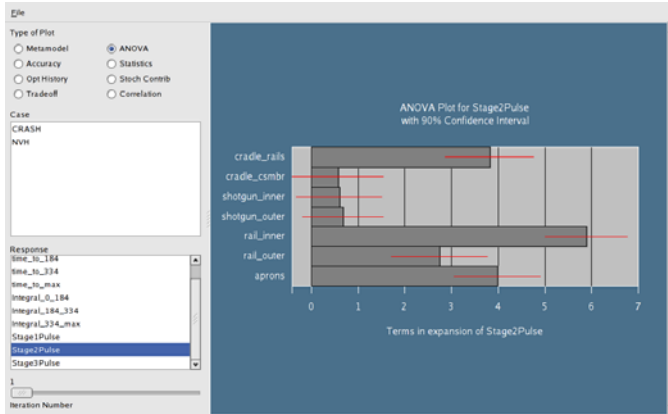 File
Type of Plot
Metamodel
ANOVA
Accuracy
Statistics
Opt History
Stoch Contrib
Tradeoff
Correlation
Case
CRASH
NVH
Response
time_to_184
time_to_334
time_to_max
Integral_0_184
Integral_184_334
Integral_334_max
Stage1Pulse
Stage2Pulse
Stage3Pulse
1
Iteration Number
ANOVA Plot for Stage2Pulse
with 90% Confidence Interval
cradle_rails
cradle_csmbr
shotgun_inner
shotgun_outer
rail_inner
rail_outer
aprons
0 1 2 3 4 5 6 7
Terms in expansion of Stage2Pulse